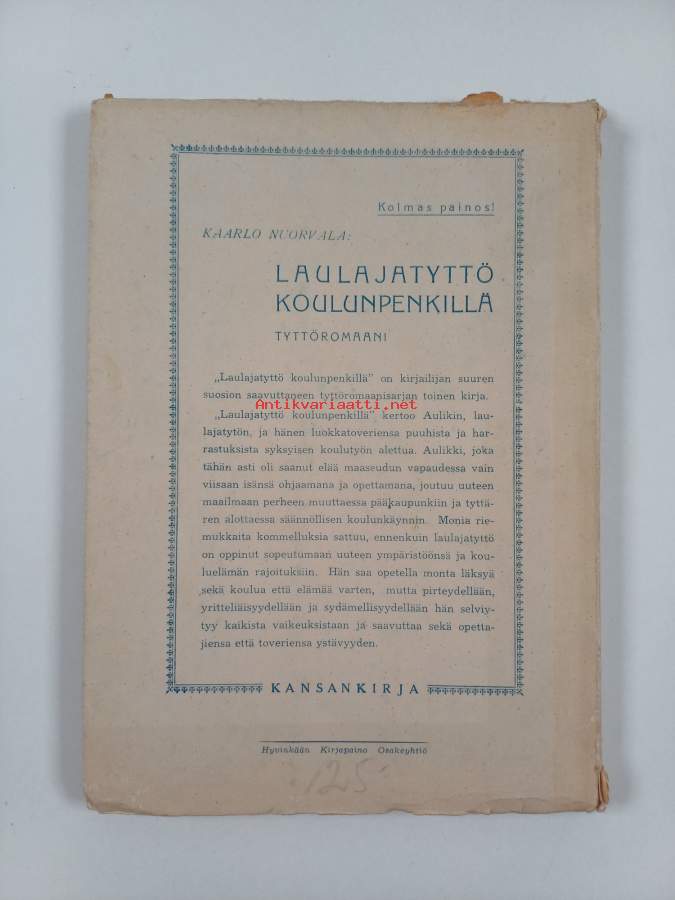 Kolmas painos!
KAARLO NUORVALA:
LAULAJATYTTÖ
KOULUNPENKILLÄ
TYTTÖROMAANI
„Laulajatyttö koulunpenkillä” on kirjailijan suuren
suosion saavuttaneen tyttöromaanisarjan toinen kirja.
Antikvariaatti.net
„Laulajatyttö koulunpenkillä” kertoo Aulikin, lau-
lajatytön, ja hänen luokkatoveriensa puuhista ja har-
rastuksista syksyisen koulutyön alettua. Aulikki, joka
tähän asti oli saanut elää maaseudun vapaudessa vain
viisaan isänsä ohjaamana ja opettamana, joutuu uuteen
maailmaan perheen muuttaessa pääkaupunkiin ja tyttä-
ren alottaessa säännöllisen koulunkäynnin. Monia rie-
mukkaita kommelluksia sattuu, ennenkuin laulajatyttö
on oppinut sopeutumaan uuteen ympäristöönsä ja kou-
luelämän rajoituksiin. Hän saa opetella monta läksyä
sekä koulua että elämää varten, mutta pirteydellään,
yritteliäisyydellään ja sydämellisyydellään hän selviy-
tyy kaikista vaikeuksistaan ja saavuttaa sekä opetta-
jiensa että toveriensa ystävyyden.
KANSANKIRJA
Hyvinkään Kirjapaino Osakeyhtiö
125: